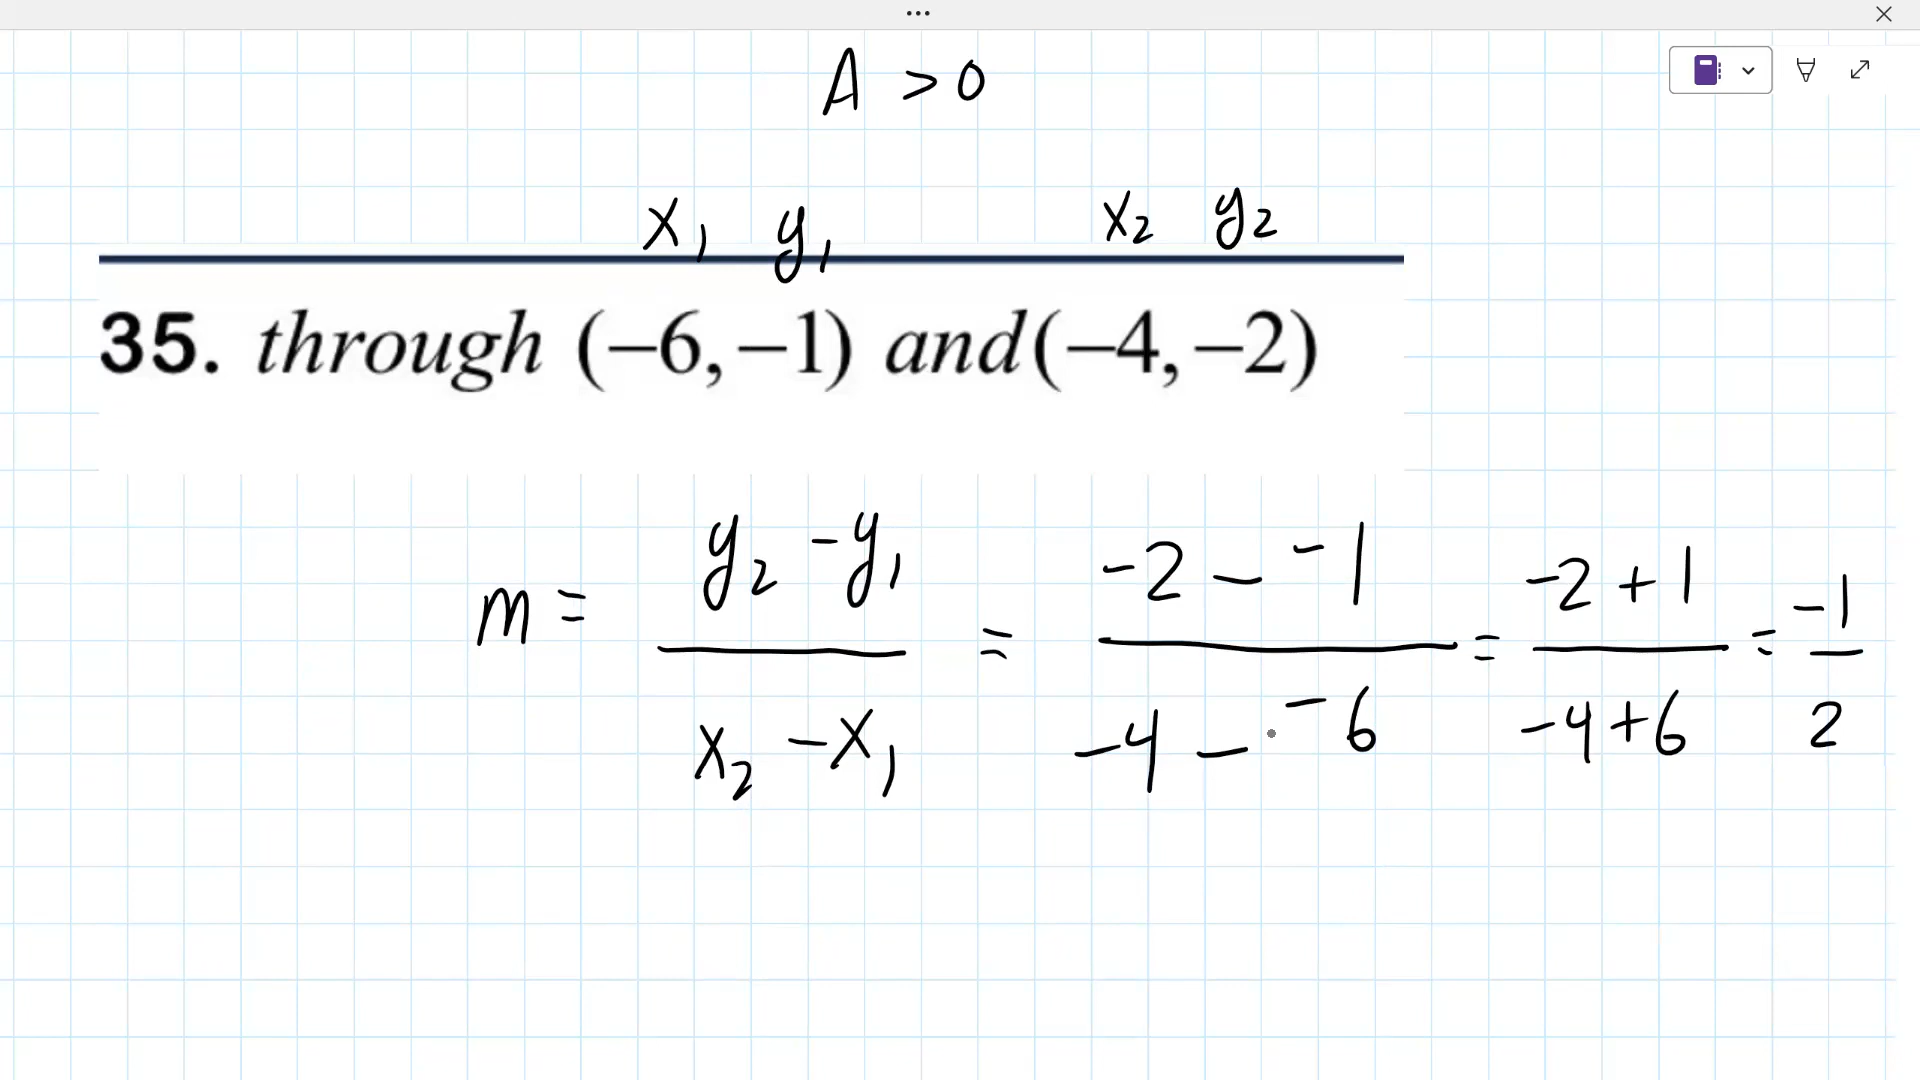 A > 0
x₁ y₁ x₂ y₂
35. through (−6, −1) and (−4, −2)
m = y₂ - y₁ / x₂ - x₁ = -2 - -1 / -4 - -6 = -2 + 1 / -4 + 6 = -1 / 2